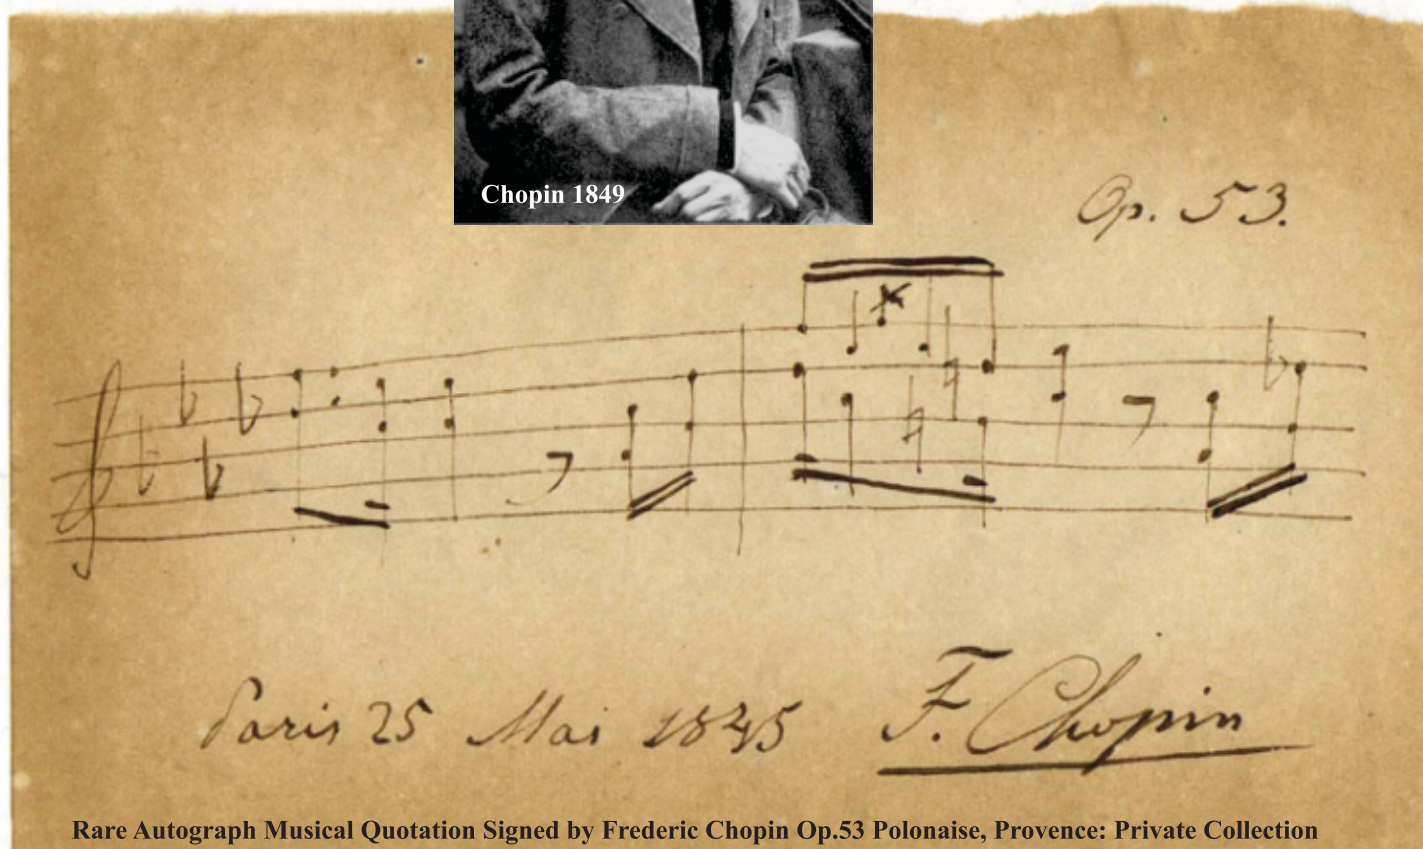 Chopin 1849
Op. 53.
Paris 25 Mai 1845 F. Chopin
Rare Autograph Musical Quotation Signed by Frederic Chopin Op.53 Polonaise, Provence: Private Collection